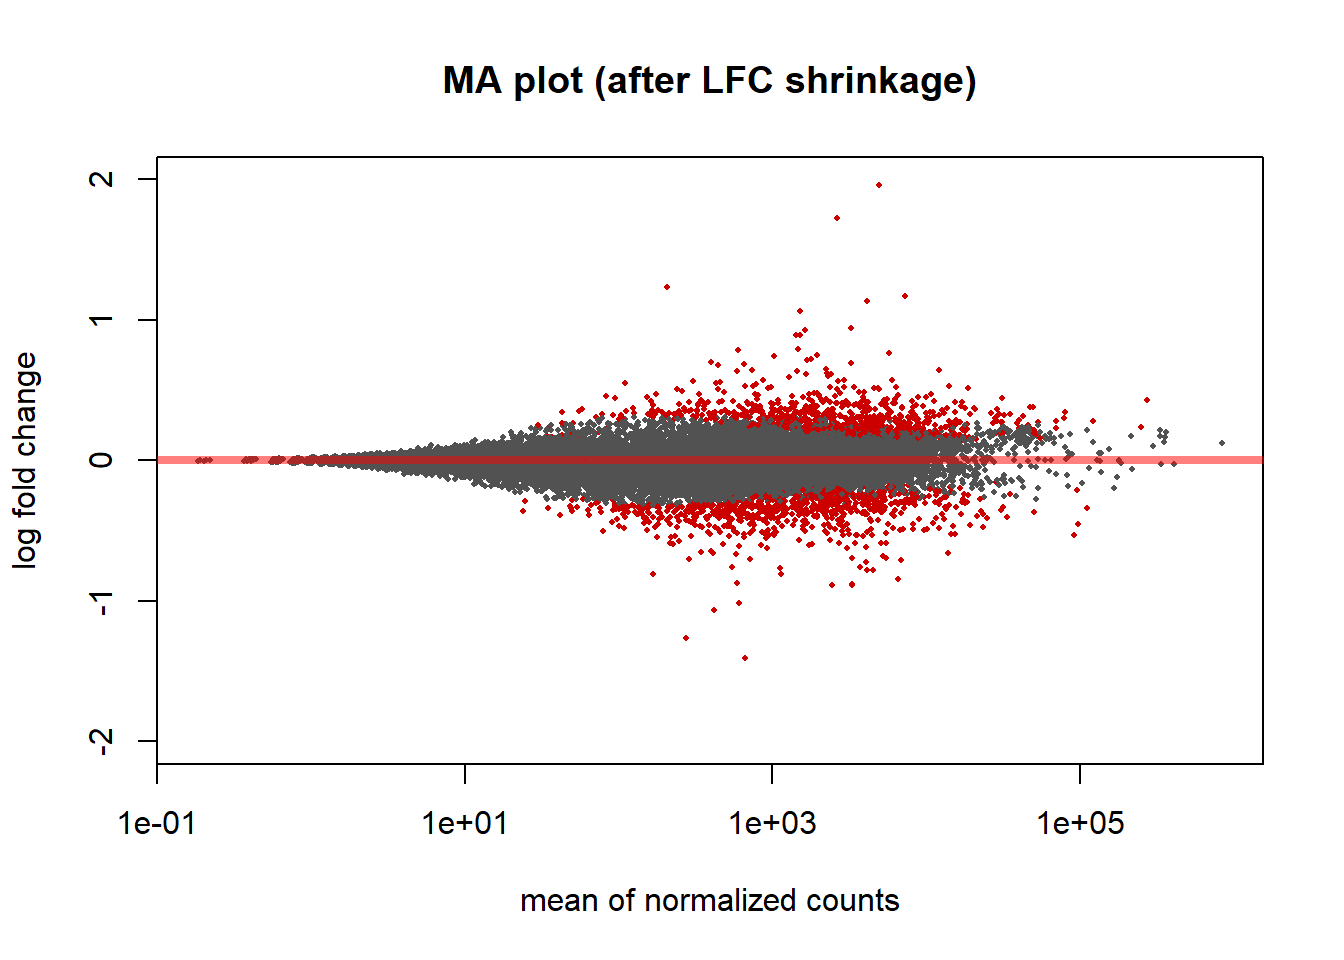 MA plot (after LFC shrinkage)
2
1
0
-1
-2
log fold change
1e-01 1e+01 1e+03 1e+05
mean of normalized counts